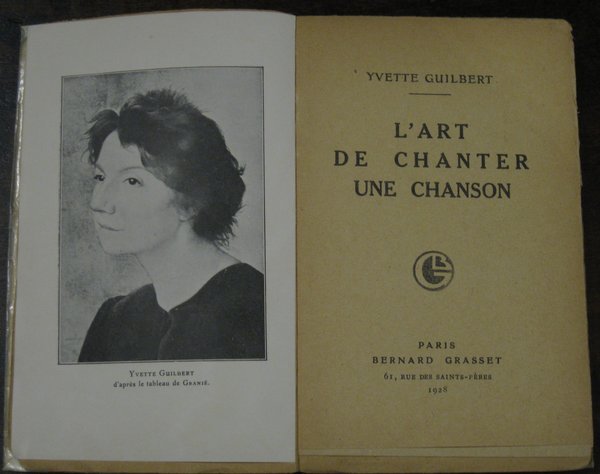 YVETTE GUILBERT
d'après le tableau de GRANIÉ.
YVETTE GUILBERT
L'ART
DE CHANTER
UNE CHANSON
PARIS
BERNARD GRASSET
61, RUE DES SAINTS-PÈRES
1928